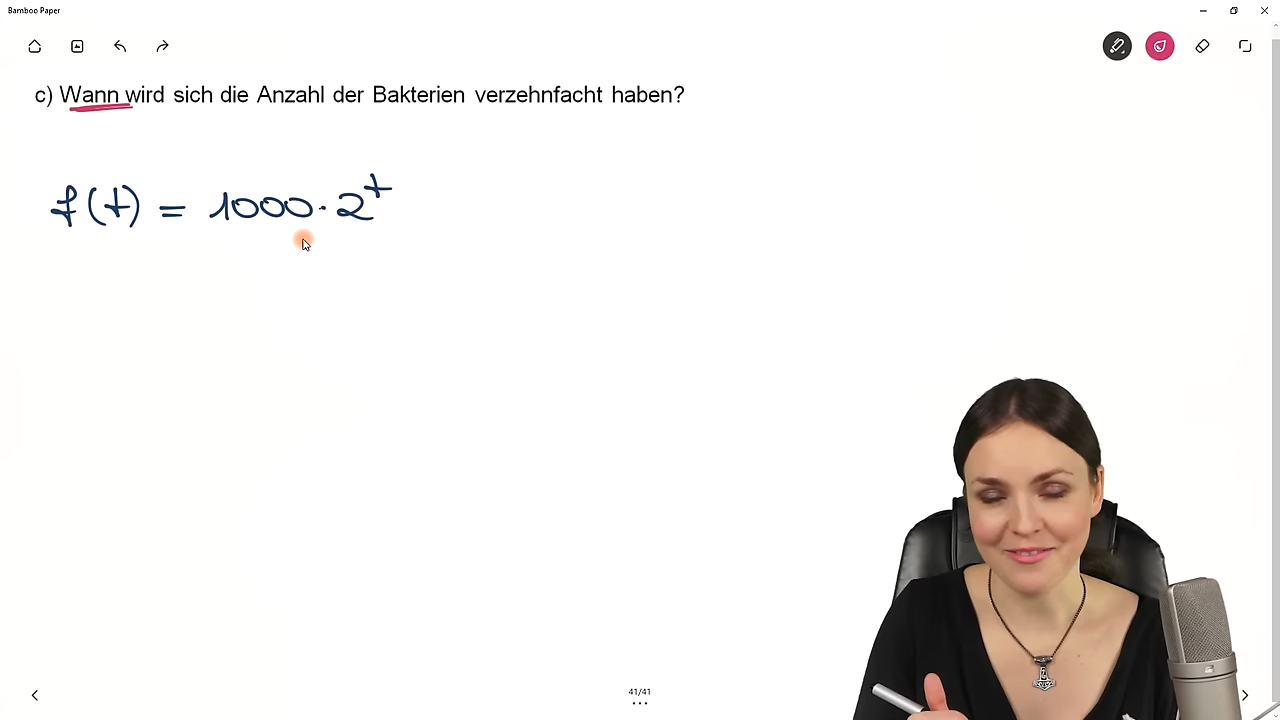 Bamboo Paper
c) Wann wird sich die Anzahl der Bakterien verzehnfacht haben?
f(t) = 1000 · 2^t
41/41